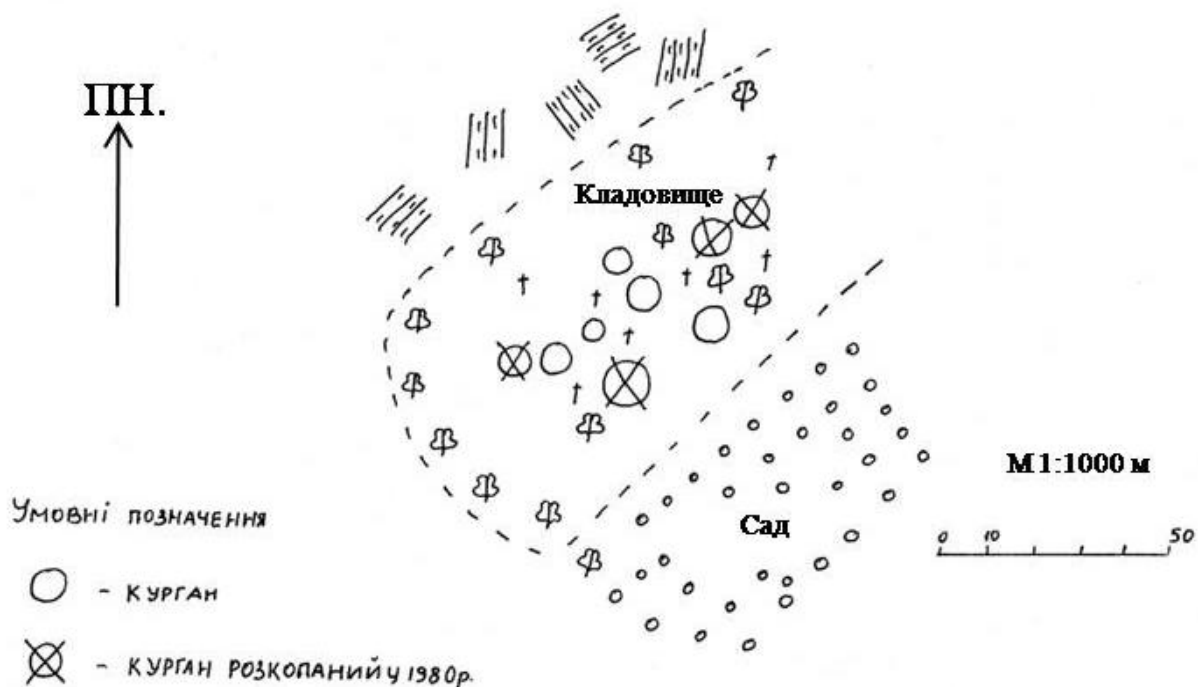 ПН.
Кладовище
М 1:1000 м
Сад
0 10 50
Умовні позначення
- КУРГАН
- КУРГАН РОЗКОПАНИЙ У 1980р.